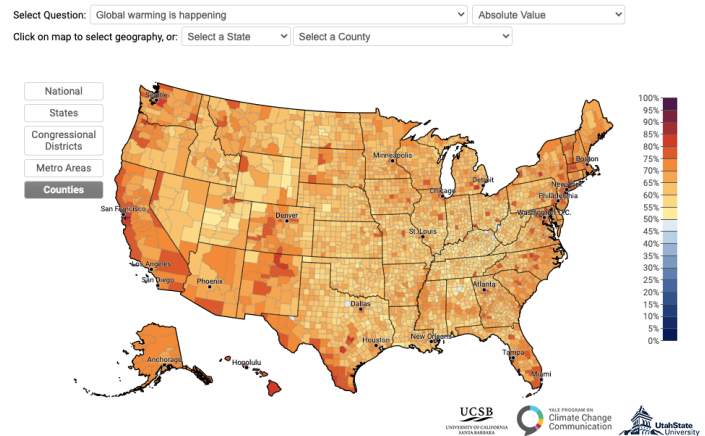 Select Question: Global warming is happening Absolute Value
Click on map to select geography, or: Select a State Select a County
National
States
Congressional
Districts
Metro Areas
Counties
Seattle
Minneapolis
Boston
Detroit
Chicago
New York
Philadelphia
Washington D.C.
San Francisco
Denver
St. Louis
Los Angeles
San Diego
Phoenix
Atlanta
Dallas
Houston
New Orleans
Tampa
Miami
Anchorage
Honolulu
100%
95%
90%
85%
80%
75%
70%
65%
60%
55%
50%
45%
40%
35%
30%
25%
20%
15%
10%
5%
0%
UCSB
UNIVERSITY OF CALIFORNIA
SANTA BARBARA
YALE PROGRAM ON
Climate Change
Communication
UtahState
University